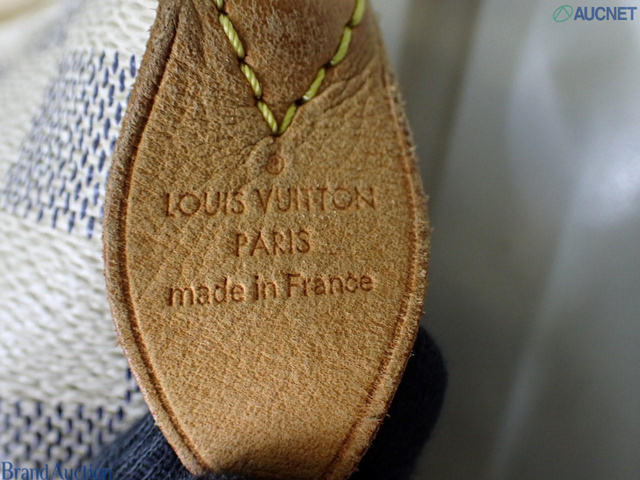 AUCNET
LOUIS VUITTON
PARIS
made in France
Brand Auction